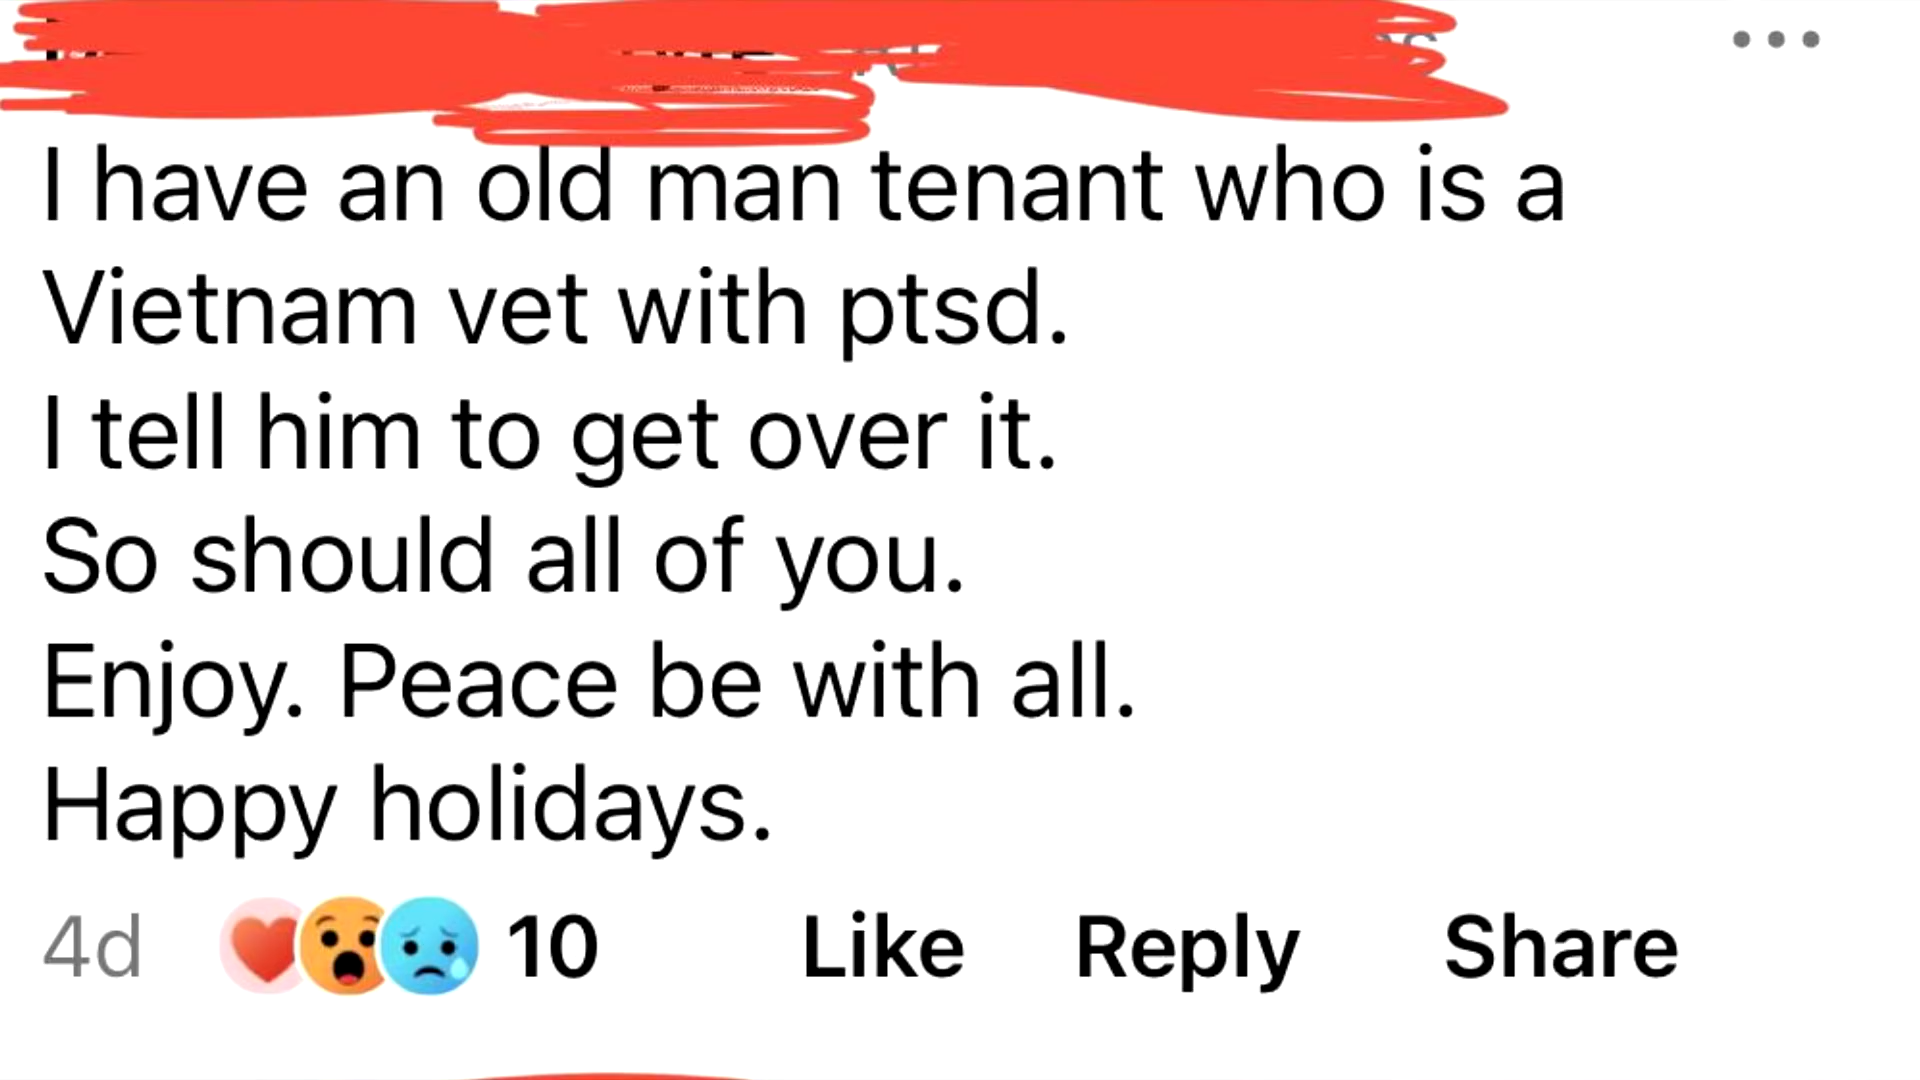 I have an old man tenant who is a
Vietnam vet with ptsd.
I tell him to get over it.
So should all of you.
Enjoy. Peace be with all.
Happy holidays.
4d 10 Like Reply Share